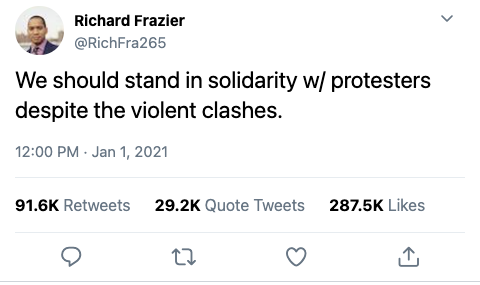 Richard Frazier
@RichFra265
We should stand in solidarity w/ protesters
despite the violent clashes.
12:00 PM · Jan 1, 2021
91.6K Retweets 29.2K Quote Tweets 287.5K Likes